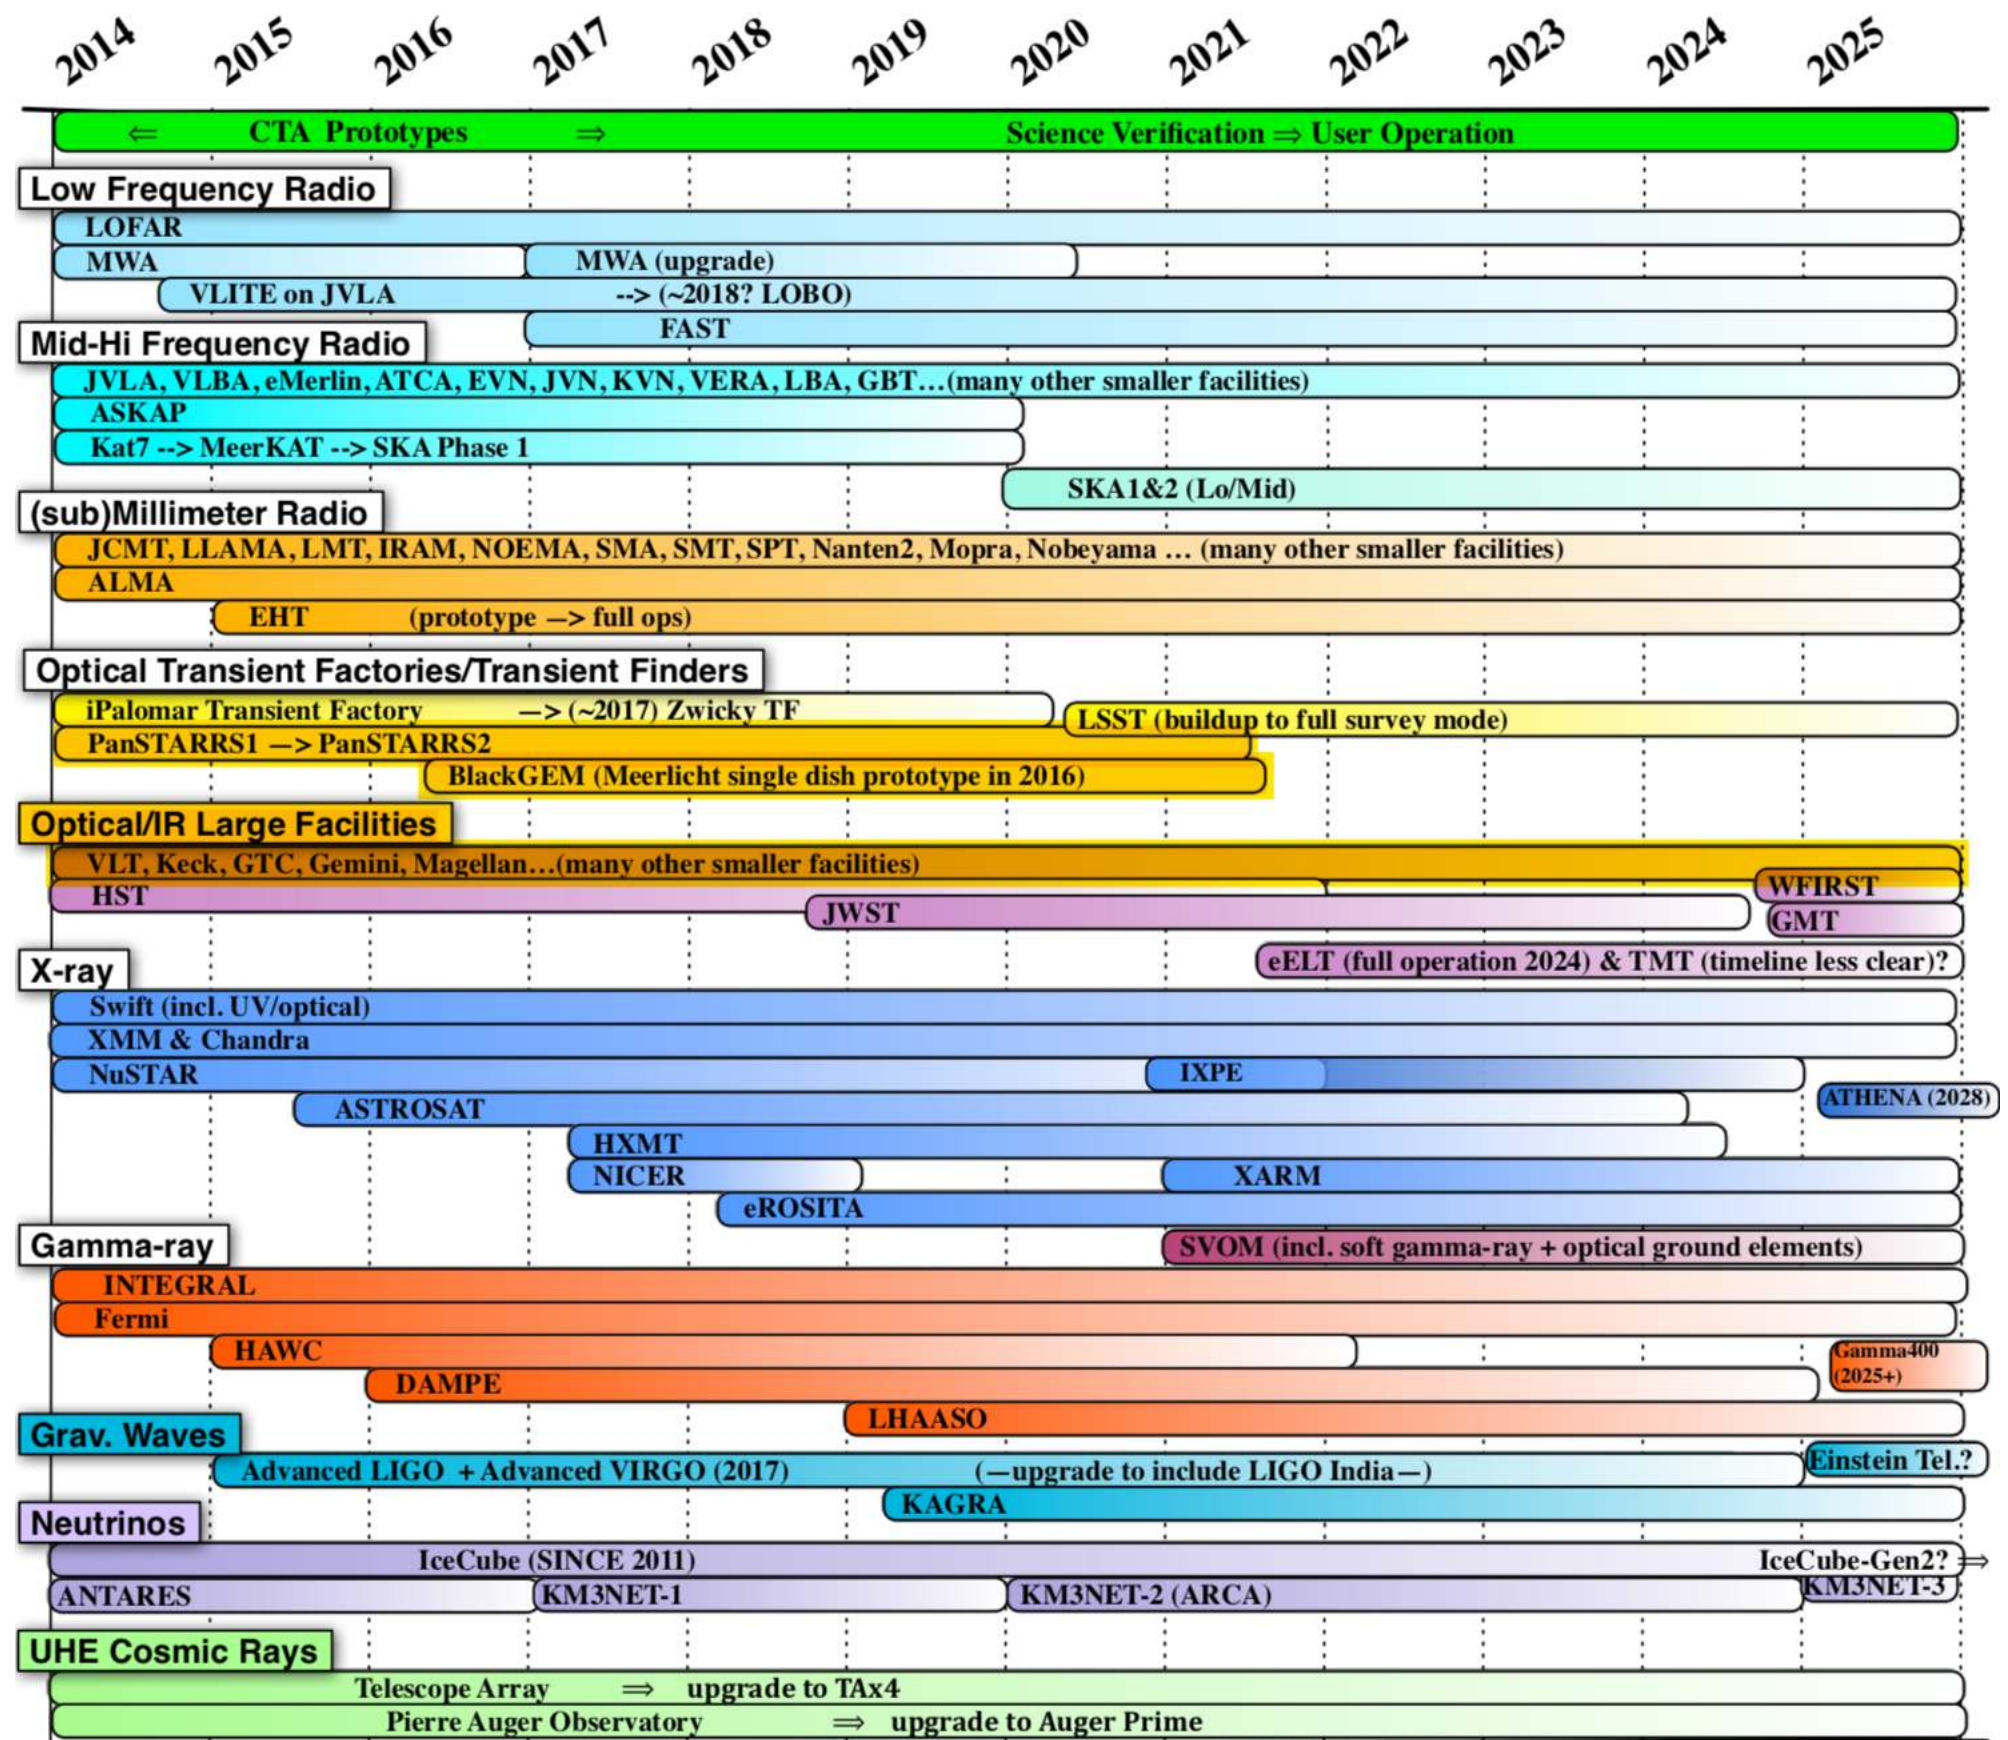 2014 2015 2016 2017 2018 2019 2020 2021 2022 2023 2024 2025
⇐ CTA Prototypes ⇒ Science Verification ⇒ User Operation
Low Frequency Radio
LOFAR
MWA MWA (upgrade)
VLITE on JVLA --> (~2018? LOBO)
FAST
Mid-Hi Frequency Radio
JVLA, VLBA, eMerlin, ATCA, EVN, JVN, KVN, VERA, LBA, GBT...(many other smaller facilities)
ASKAP
Kat7 --> MeerKAT --> SKA Phase 1
SKA1&2 (Lo/Mid)
(sub)Millimeter Radio
JCMT, LLAMA, LMT, IRAM, NOEMA, SMA, SMT, SPT, Nanten2, Mopra, Nobeyama ... (many other smaller facilities)
ALMA
EHT (prototype —> full ops)
Optical Transient Factories/Transient Finders
iPalomar Transient Factory —> (~2017) Zwicky TF
LSST (buildup to full survey mode)
PanSTARRS1 —> PanSTARRS2
BlackGEM (Meerlicht single dish prototype in 2016)
Optical/IR Large Facilities
VLT, Keck, GTC, Gemini, Magellan...(many other smaller facilities)
WFIRST
HST
JWST
GMT
eELT (full operation 2024) & TMT (timeline less clear)?
X-ray
Swift (incl. UV/optical)
XMM & Chandra
NuSTAR IXPE
ATHENA (2028)
ASTROSAT
HXMT
NICER XARM
eROSITA
SVOM (incl. soft gamma-ray + optical ground elements)
Gamma-ray
INTEGRAL
Fermi
HAWC
Gamma400
(2025+)
DAMPE
LHAASO
Grav. Waves
Advanced LIGO + Advanced VIRGO (2017) (—upgrade to include LIGO India—)
Einstein Tel.?
KAGRA
Neutrinos
IceCube (SINCE 2011) IceCube-Gen2? ⇒
ANTARES KM3NET-1 KM3NET-2 (ARCA) KM3NET-3
UHE Cosmic Rays
Telescope Array ⇒ upgrade to TAx4
Pierre Auger Observatory ⇒ upgrade to Auger Prime